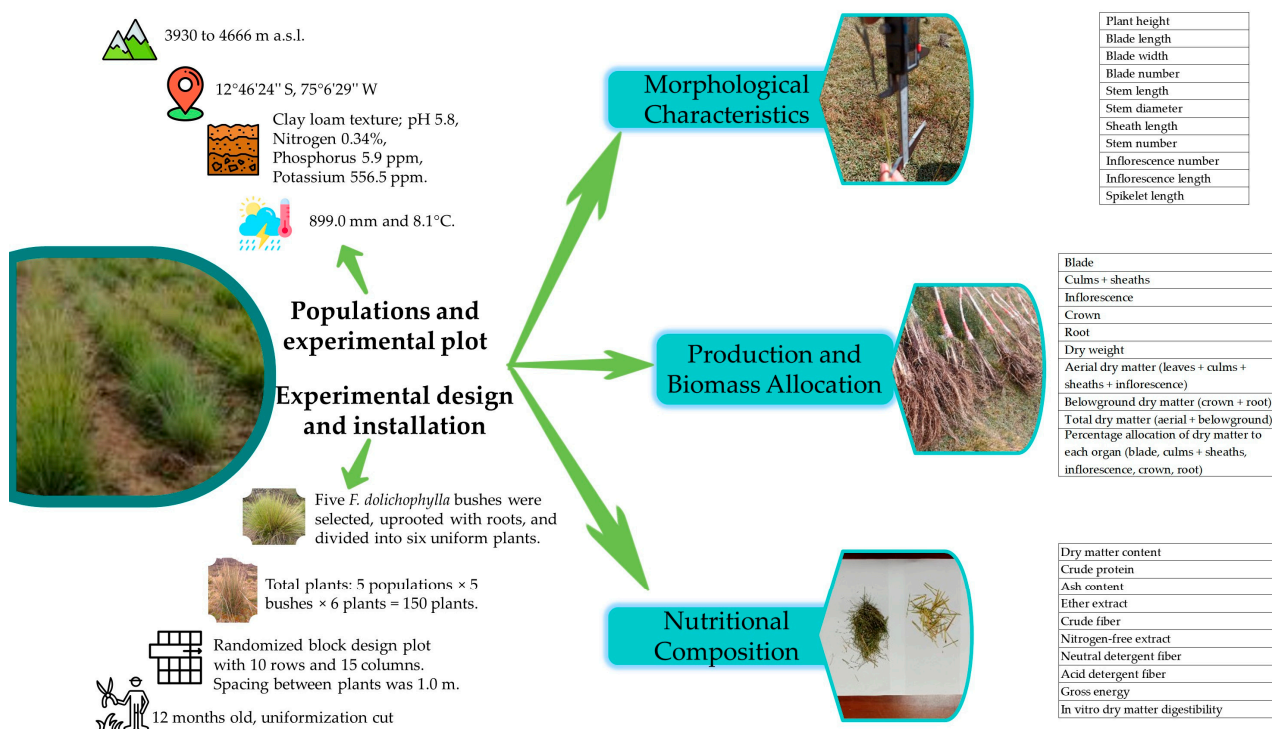 3930 to 4666 m a.s.l.
12°46'24'' S, 75°6'29'' W
Clay loam texture; pH 5.8,
Nitrogen 0.34%,
Phosphorus 5.9 ppm,
Potassium 556.5 ppm.
899.0 mm and 8.1°C.
Populations and
experimental plot
Experimental design
and installation
Five F. dolichophylla bushes were
selected, uprooted with roots, and
divided into six uniform plants.
Total plants: 5 populations × 5
bushes × 6 plants = 150 plants.
Randomized block design plot
with 10 rows and 15 columns.
Spacing between plants was 1.0 m.
12 months old, uniformization cut
Morphological
Characteristics
Plant height
Blade length
Blade width
Blade number
Stem length
Stem diameter
Sheath length
Stem number
Inflorescence number
Inflorescence length
Spikelet length
Production and
Biomass Allocation
Blade
Culms + sheaths
Inflorescence
Crown
Root
Dry weight
Aerial dry matter (leaves + culms +
sheaths + inflorescence)
Belowground dry matter (crown + root)
Total dry matter (aerial + belowground)
Percentage allocation of dry matter to
each organ (blade, culms + sheaths,
inflorescence, crown, root)
Nutritional
Composition
Dry matter content
Crude protein
Ash content
Ether extract
Crude fiber
Nitrogen-free extract
Neutral detergent fiber
Acid detergent fiber
Gross energy
In vitro dry matter digestibility